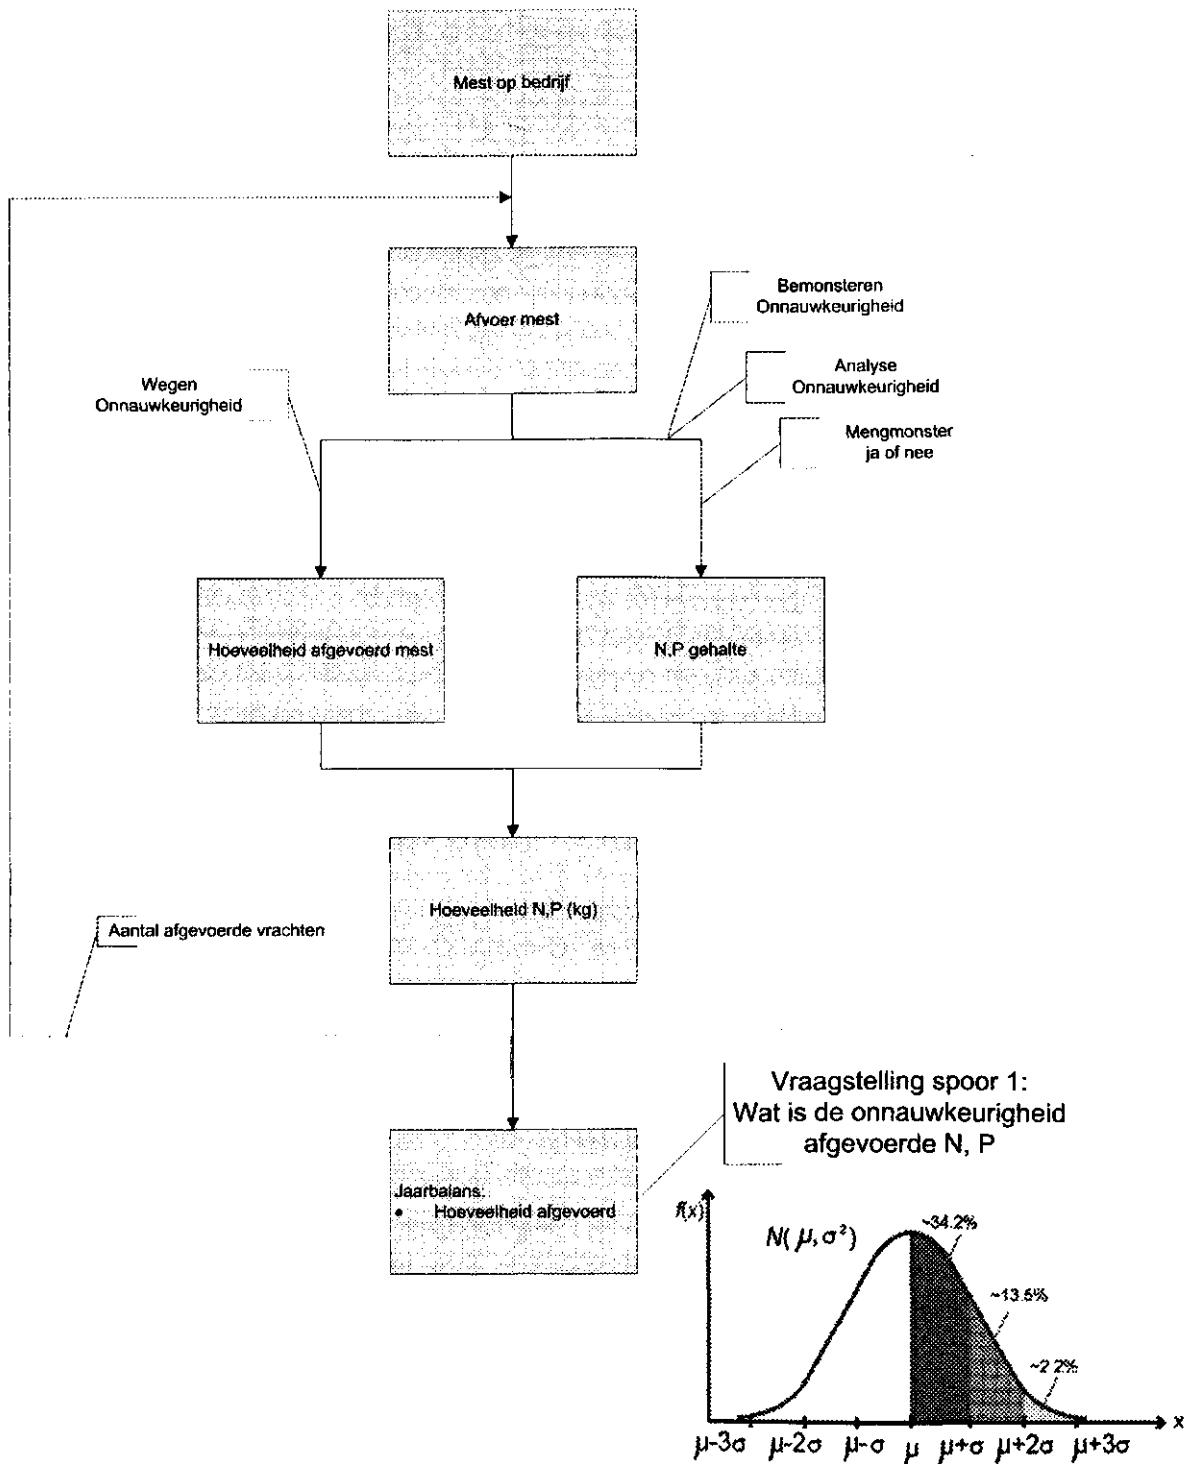 Mest op bedrijf
Afvoer mest
Bemonsteren
Onnauwkeurigheid
Analyse
Onnauwkeurigheid
Mengmonster
ja of nee
Wegen
Onnauwkeurigheid
Hoeveelheid afgevoerd mest
N,P gehalte
Hoeveelheid N,P (kg)
Aantal afgevoerde vrachten
Vraagstelling spoor 1:
Wat is de onnauwkeurigheid
afgevoerde N, P
Jaarbalans:
• Hoeveelheid afgevoerd
f(x)
N(μ,σ²)
~34.2%
~13.5%
~2.2%
x
μ-3σ μ-2σ μ-σ μ μ+σ μ+2σ μ+3σ